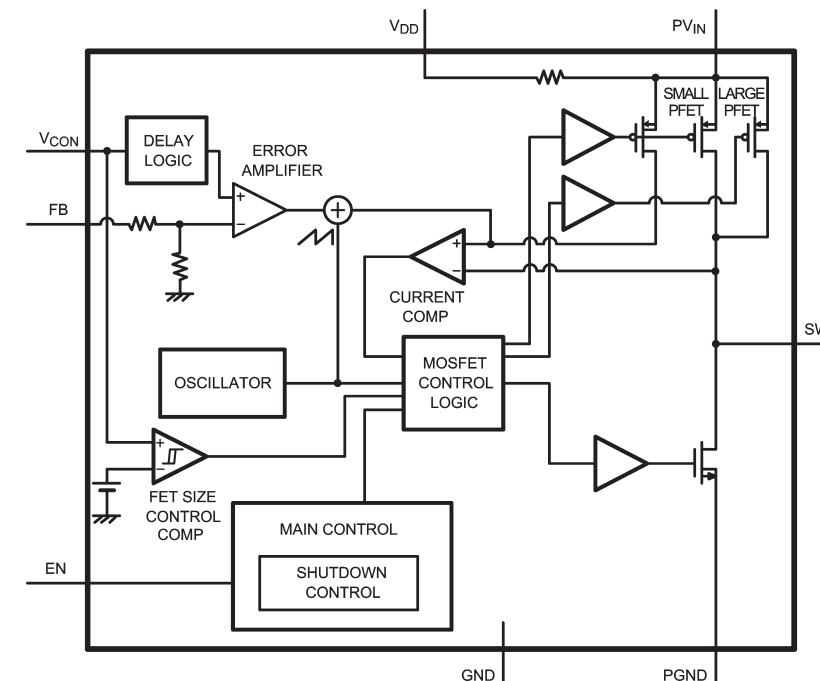 VDD
PVIN
SMALL PFET
LARGE PFET
VCON
DELAY
LOGIC
ERROR
AMPLIFIER
+
−
+
FB
+
−
CURRENT
COMP
SW
OSCILLATOR
MOSFET
CONTROL
LOGIC
+
−
FET SIZE
CONTROL
COMP
MAIN CONTROL
SHUTDOWN
CONTROL
EN
GND
PGND